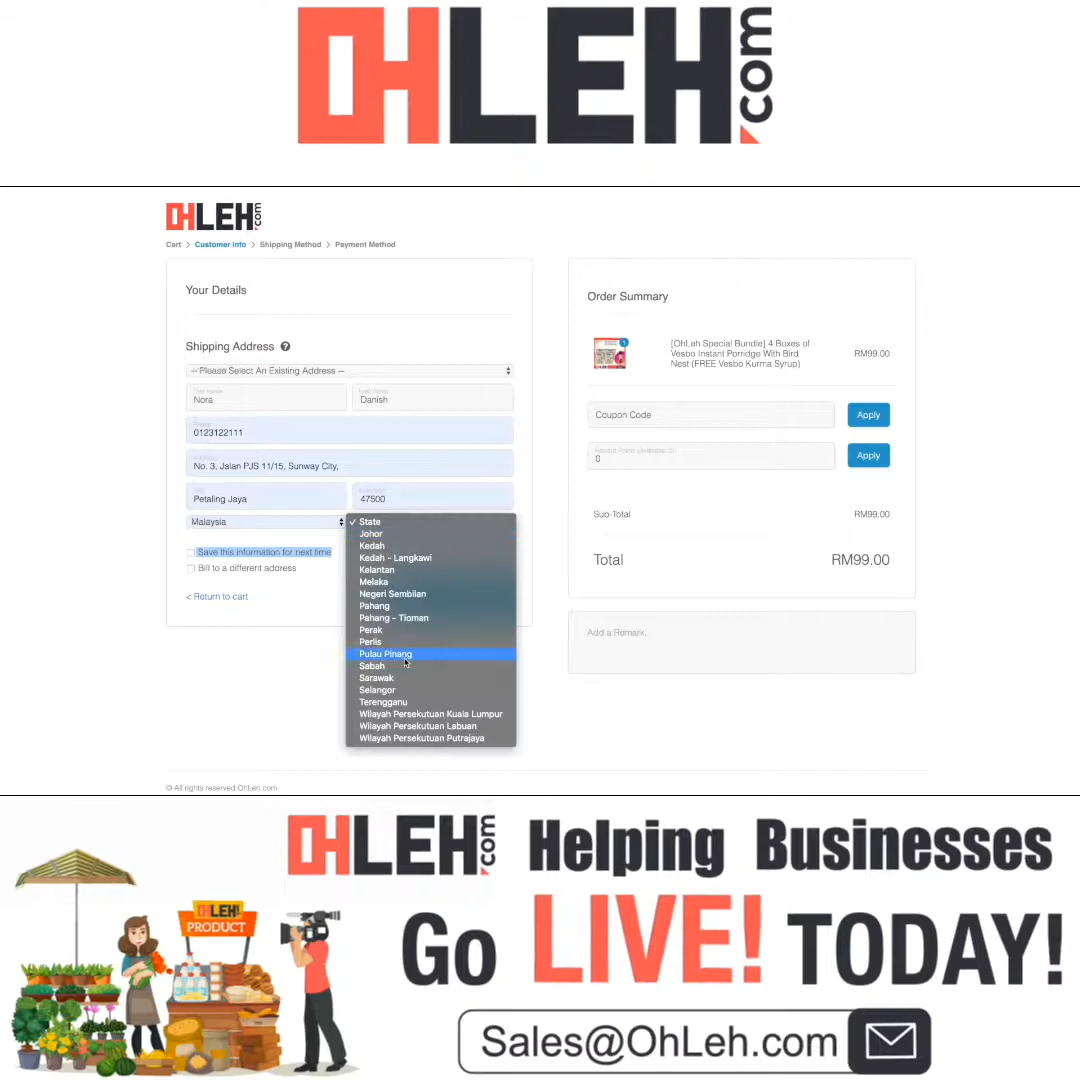 OHLEH.com
OHLEH.com
Cart > Customer Info > Shipping Method > Payment Method
Your Details
Shipping Address ?
-- Please Select An Existing Address --
Nora
Danish
0123122111
No. 3, Jalan PJS 11/15, Sunway City,
Petaling Jaya
47500
Malaysia
✓ State
Johor
Kedah
Kedah - Langkawi
Kelantan
Melaka
Negeri Sembilan
Pahang
Pahang - Tioman
Perak
Perlis
Pulau Pinang
Sabah
Sarawak
Selangor
Terengganu
Wilayah Persekutuan Kuala Lumpur
Wilayah Persekutuan Labuan
Wilayah Persekutuan Putrajaya
Save this information for next time
Bill to a different address
< Return to cart
Order Summary
1
[OhLeh Special Bundle] 4 Boxes of
Vesbo Instant Porridge With Bird
Nest (FREE Vesbo Kurma Syrup)
RM99.00
Coupon Code
Apply
0
Apply
Sub-Total RM99.00
Total RM99.00
Add a Remark.
© All rights reserved OhLeh.com
OHLEH.com Helping Businesses
Go LIVE! TODAY!
OHLEH!
PRODUCT
Sales@OhLeh.com